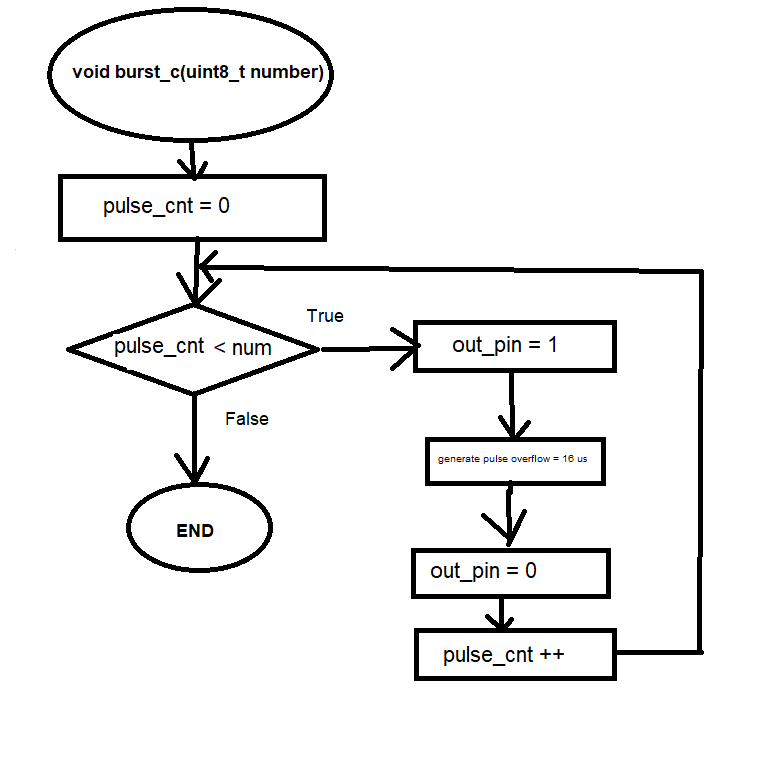 void burst_c(uint8_t number)
pulse_cnt = 0
pulse_cnt < num
True
False
END
out_pin = 1
generate pulse overflow = 16 us
out_pin = 0
pulse_cnt ++